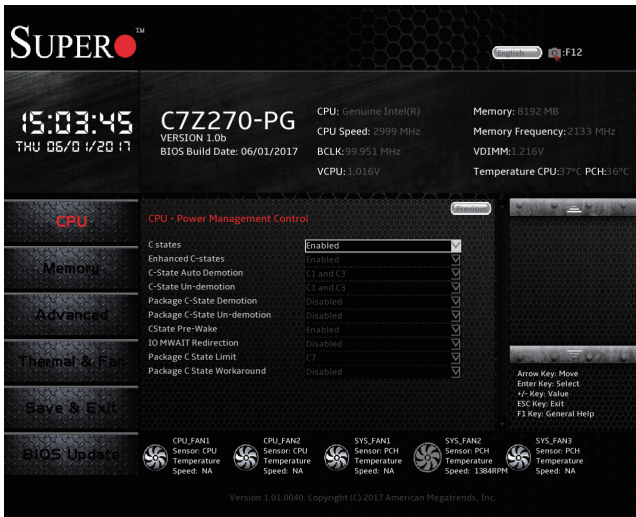 SUPER TM
English :F12
15:03:45
THU 06/01/2017
C7Z270-PG
VERSION 1.0b
BIOS Build Date: 06/01/2017
CPU: Genuine Intel(R)
CPU Speed: 2999 MHz
BCLK:99.951 MHz
VCPU: 1.016V
Memory: 8192 MB
Memory Frequency:2133 MHz
VDIMM:1.216V
Temperature CPU:37°C PCH:36°C
CPU
Memory
Advanced
Thermal & Fan
Save & Exit
BIOS Update
CPU - Power Management Control
Previous
C states Enabled
Enhanced C-states Enabled
C-State Auto Demotion C1 and C3
C-State Un-demotion C1 and C3
Package C-State Demotion Disabled
Package C-State Un-demotion Disabled
CState Pre-Wake Enabled
IO MWAIT Redirection Disabled
Package C State Limit C7
Package C State Workaround Disabled
Arrow Key: Move
Enter Key: Select
+/- Key: Value
ESC Key: Exit
F1 Key: General Help
CPU_FAN1
Sensor: CPU
Temperature
Speed: NA
CPU_FAN2
Sensor: CPU
Temperature
Speed: NA
SYS_FAN1
Sensor: PCH
Temperature
Speed: NA
SYS_FAN2
Sensor: PCH
Temperature
Speed: 1384RPM
SYS_FAN3
Sensor: PCH
Temperature
Speed: NA
Version 1.01.0040. Copyright (C) 2017 American Megatrends, Inc.